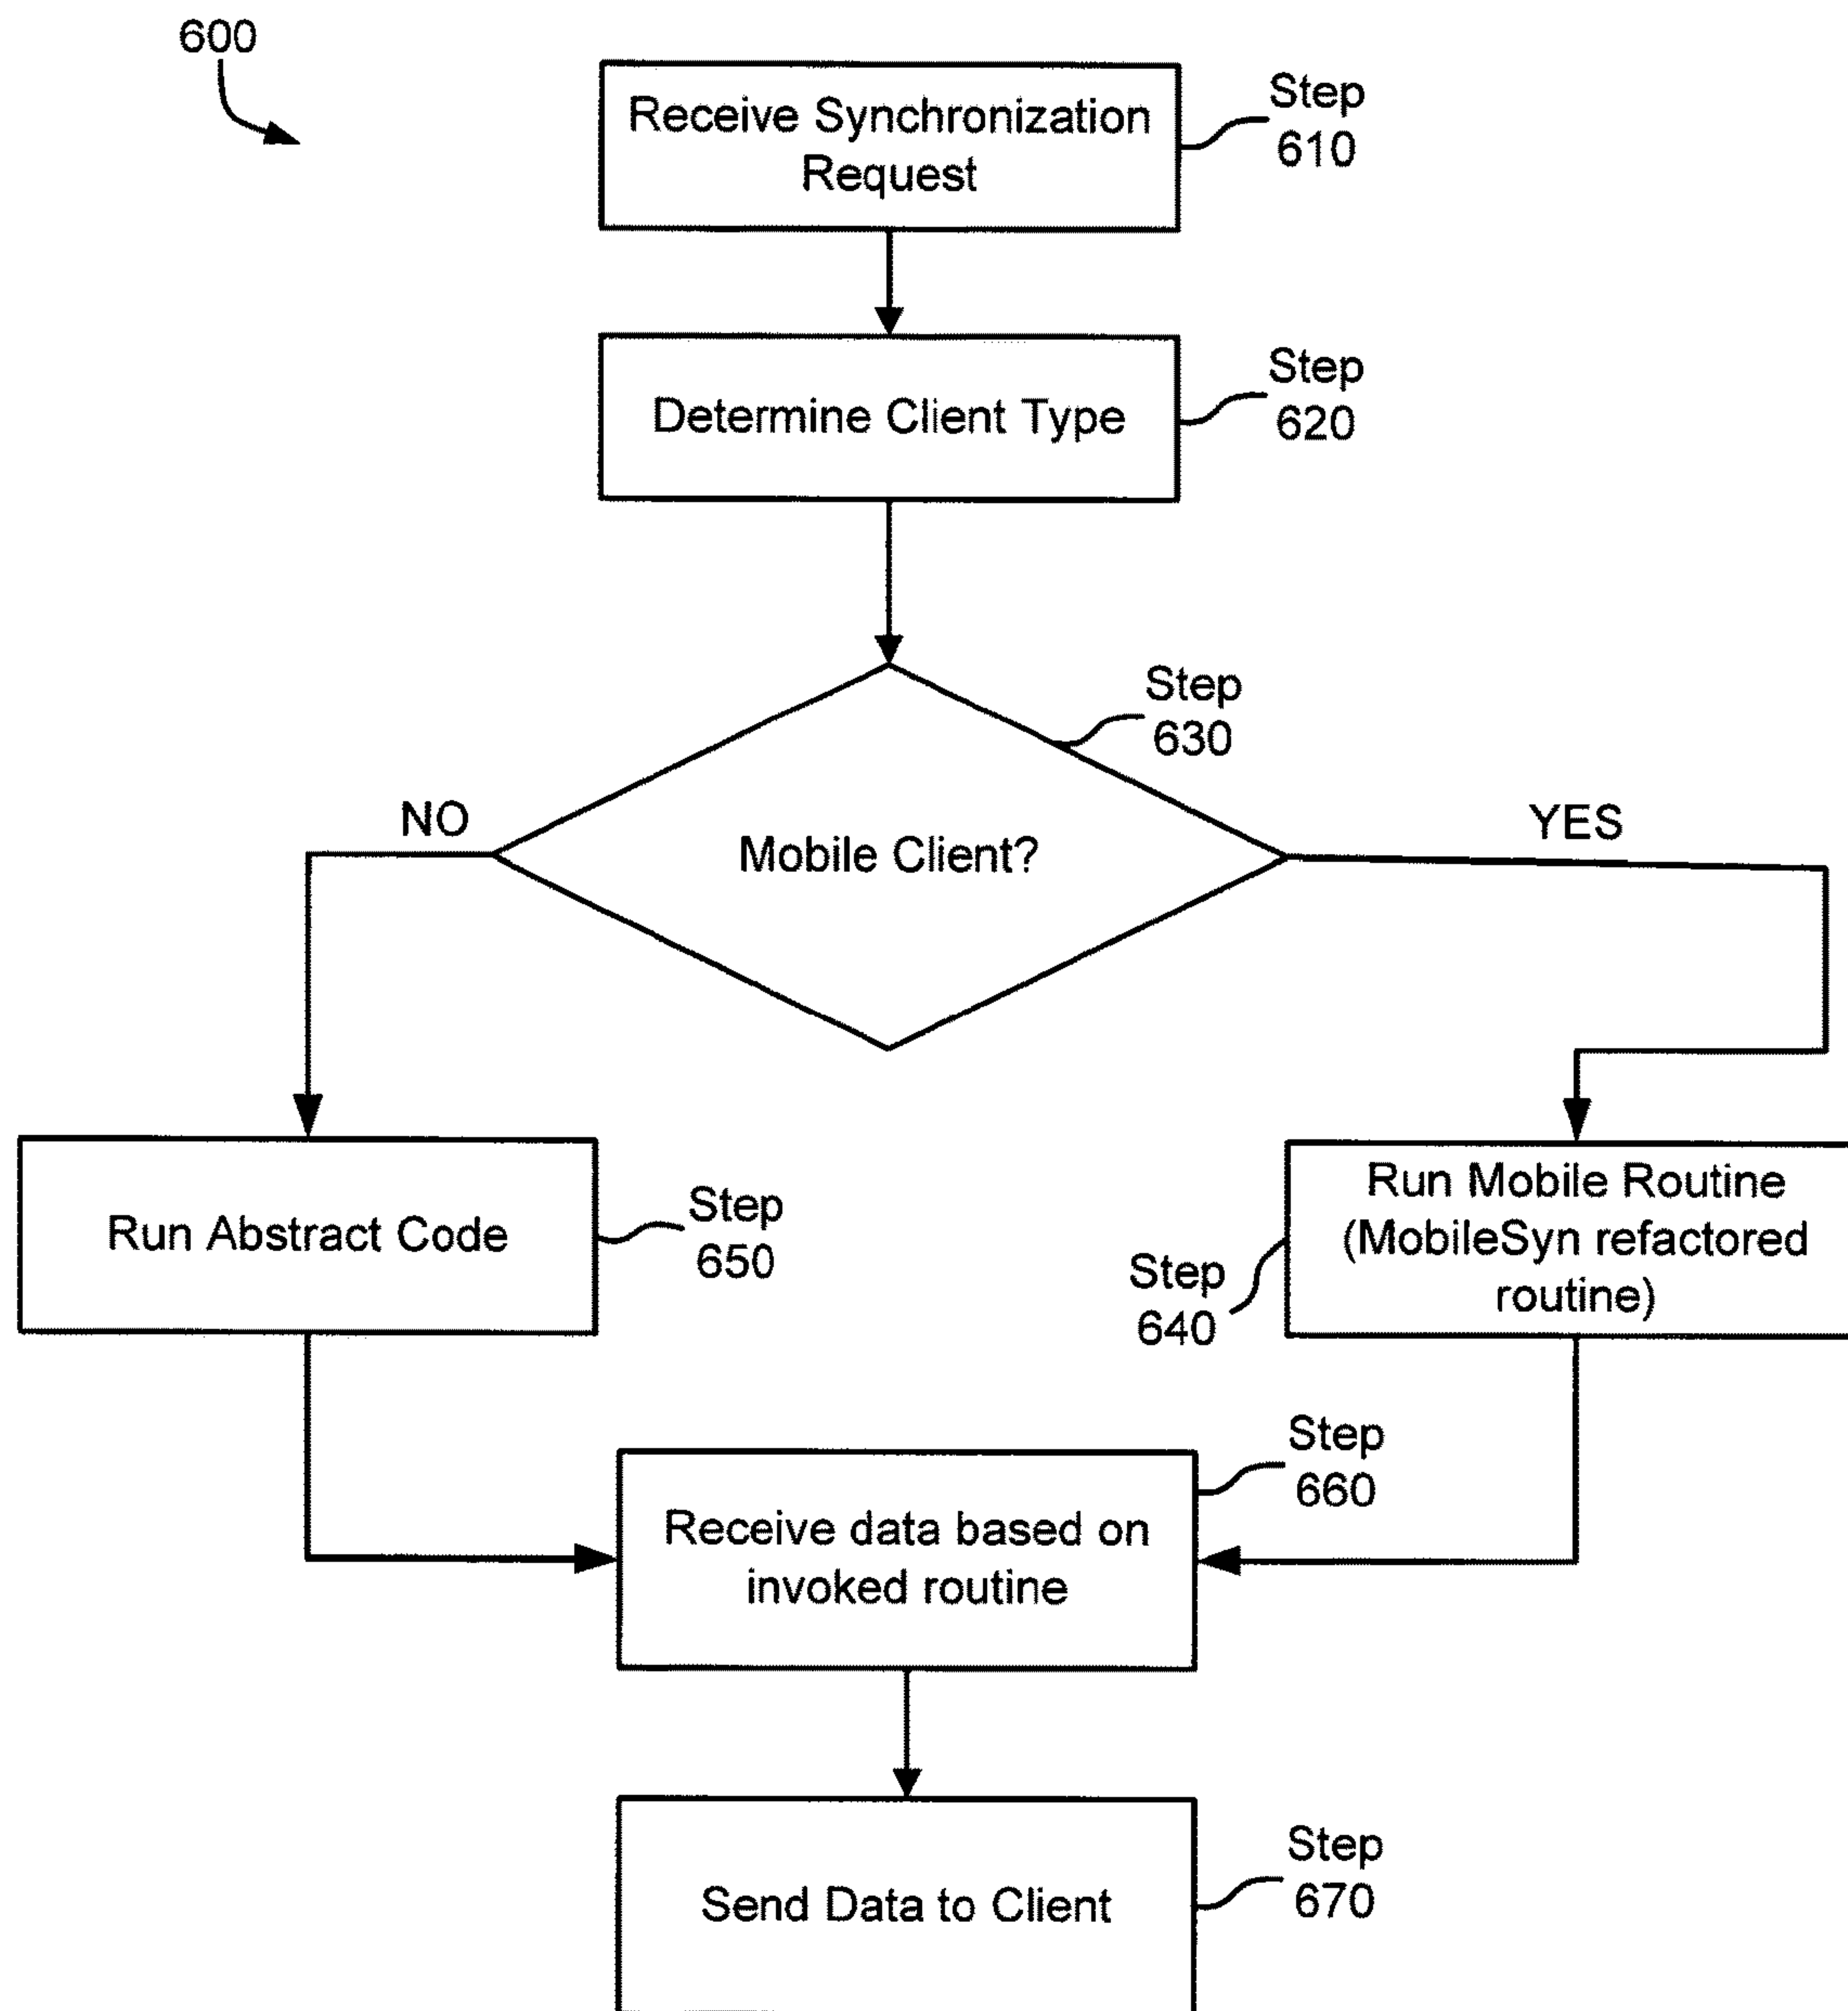 600
Receive Synchronization
Request
Step
610
Determine Client Type
Step
620
Step
630
NO
Mobile Client?
YES
Run Abstract Code
Step
650
Step
640
Run Mobile Routine
(MobileSyn refactored
routine)
Step
660
Receive data based on
invoked routine
Send Data to Client
Step
670